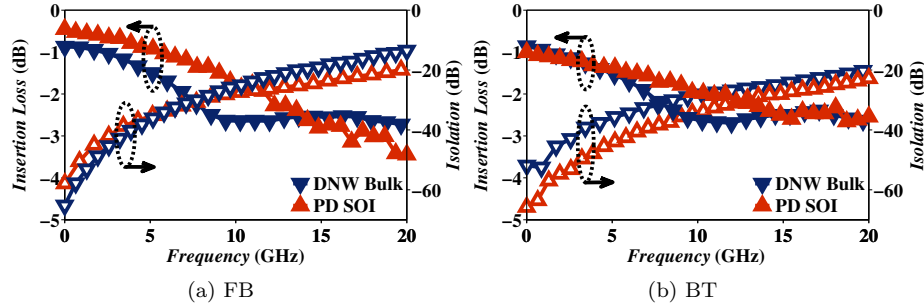 0
-1
-2
-3
-4
-5
Insertion Loss (dB)
0
-20
-40
-60
Isolation (dB)
DNW Bulk
PD SOI
0 5 10 15 20
Frequency (GHz)
(a) FB
0
-1
-2
-3
-4
-5
Insertion Loss (dB)
0
-20
-40
-60
Isolation (dB)
DNW Bulk
PD SOI
0 5 10 15 20
Frequency (GHz)
(b) BT